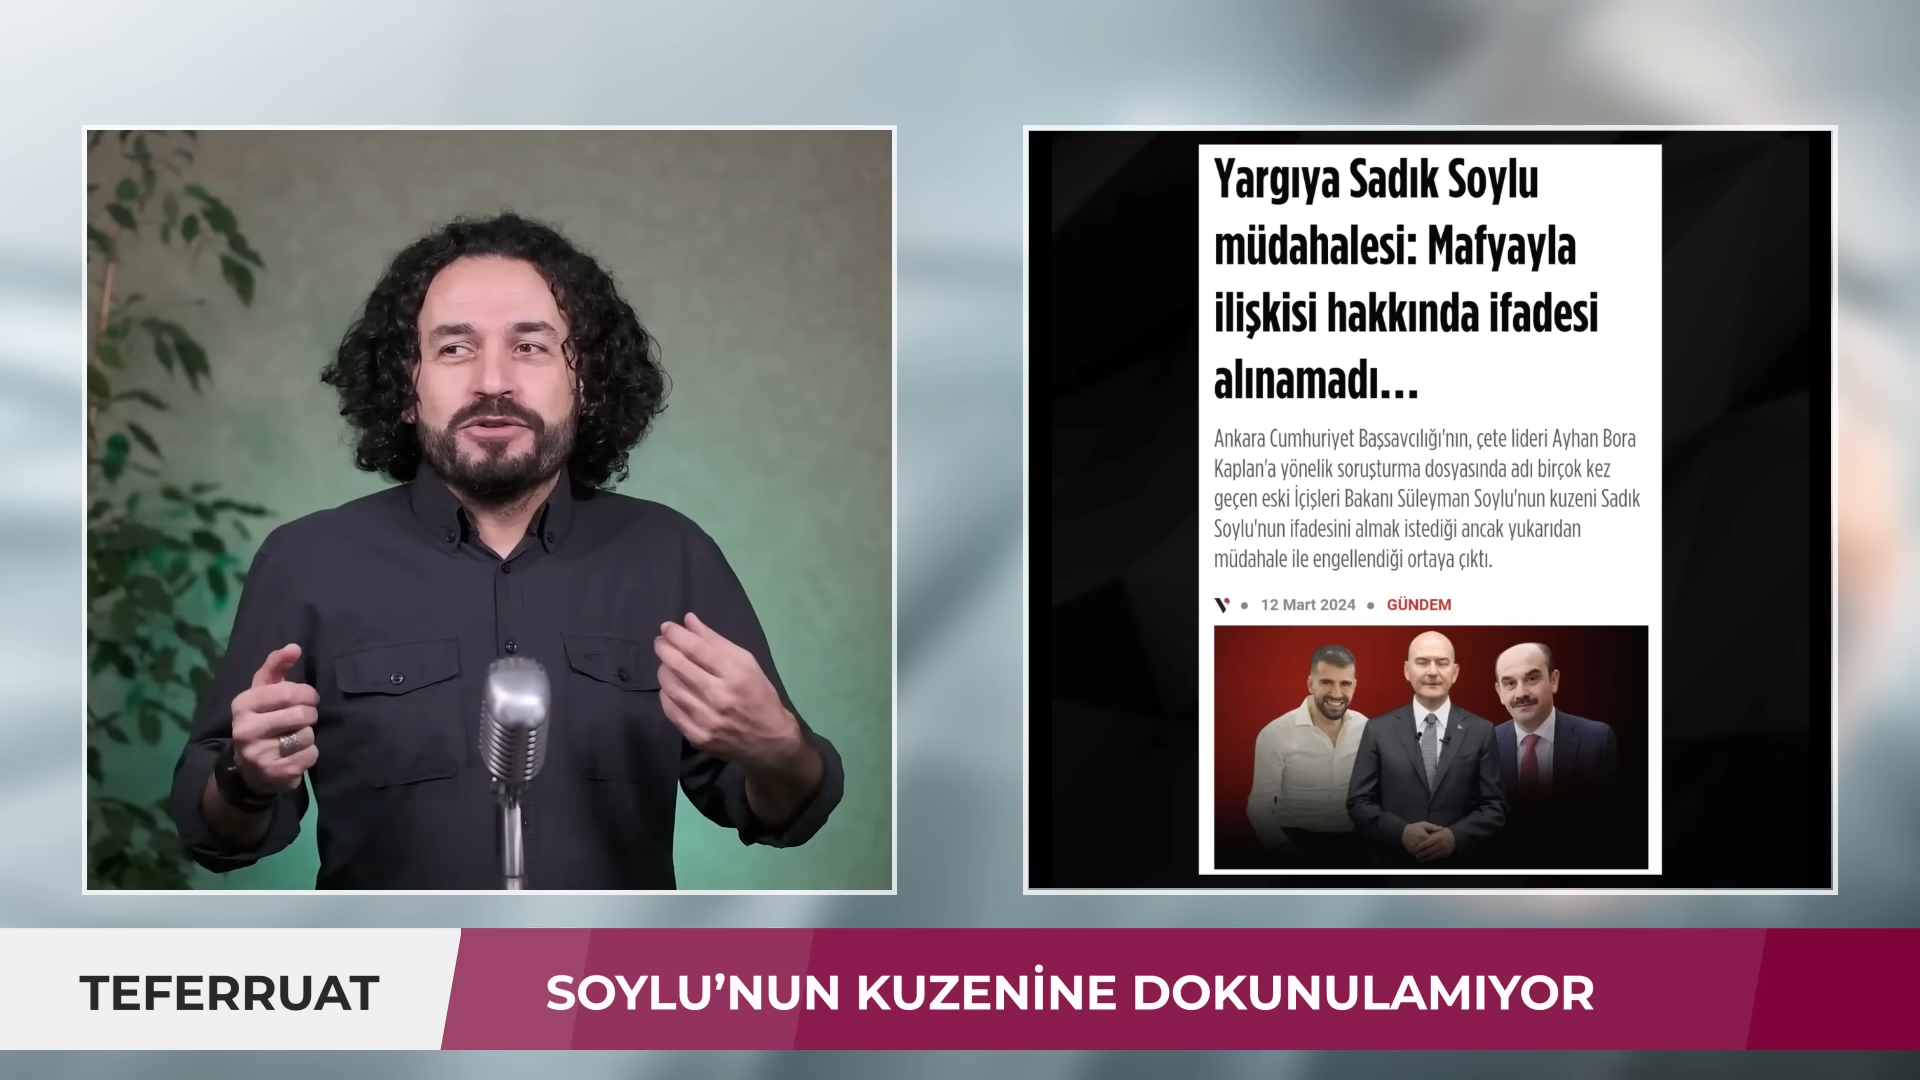 Yargıya Sadık Soylu
müdahalesi: Mafyayla
ilişkisi hakkında ifadesi
alınamadı...
Ankara Cumhuriyet Başsavcılığı'nın, çete lideri Ayhan Bora
Kaplan'a yönelik soruşturma dosyasında adı birçok kez
geçen eski İçişleri Bakanı Süleyman Soylu'nun kuzeni Sadık
Soylu'nun ifadesini almak istediği ancak yukarıdan
müdahale ile engellendiği ortaya çıktı.
V • 12 Mart 2024 • GÜNDEM
TEFERRUAT
SOYLU’NUN KUZENİNE DOKUNULAMIYOR